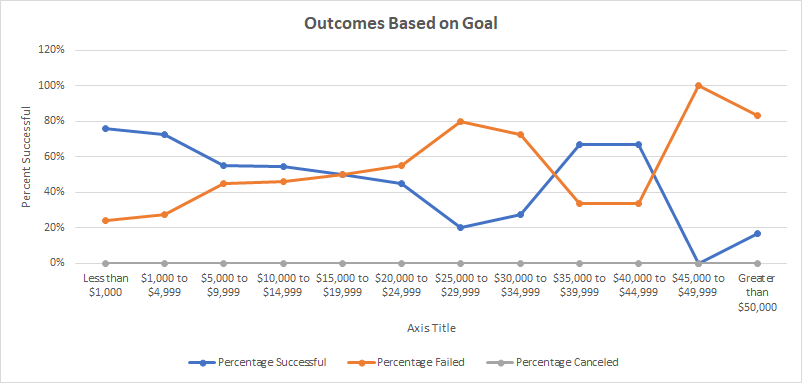 Outcomes Based on Goal
120%
100%
80%
60%
40%
20%
0%
Percent Successful
Less than
$1,000
$1,000 to
$4,999
$5,000 to
$9,999
$10,000 to
$14,999
$15,000 to
$19,999
$20,000 to
$24,999
$25,000 to
$29,999
$30,000 to
$34,999
$35,000 to
$39,999
$40,000 to
$44,999
$45,000 to
$49,999
Greater
than
$50,000
Axis Title
Percentage Successful
Percentage Failed
Percentage Canceled